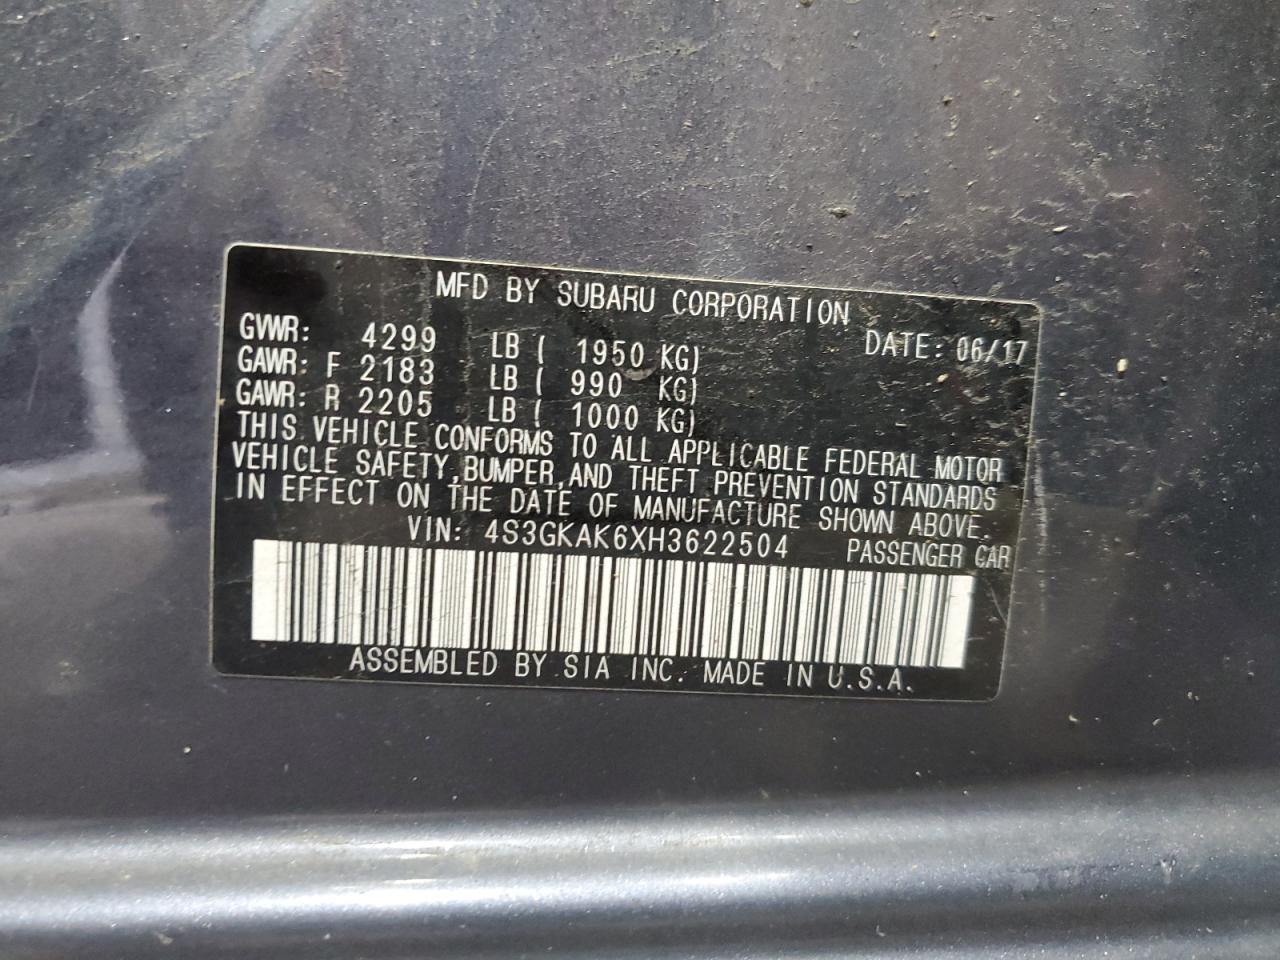 MFD BY SUBARU CORPORATION
GVWR: 4299 LB ( 1950 KG) DATE: 06/17
GAWR: F 2183 LB ( 990 KG)
GAWR: R 2205 LB ( 1000 KG)
THIS VEHICLE CONFORMS TO ALL APPLICABLE FEDERAL MOTOR
VEHICLE SAFETY, BUMPER, AND THEFT PREVENTION STANDARDS
IN EFFECT ON THE DATE OF MANUFACTURE SHOWN ABOVE.
VIN: 4S3GKAK6XH3622504 PASSENGER CAR
ASSEMBLED BY SIA INC. MADE IN U.S.A.